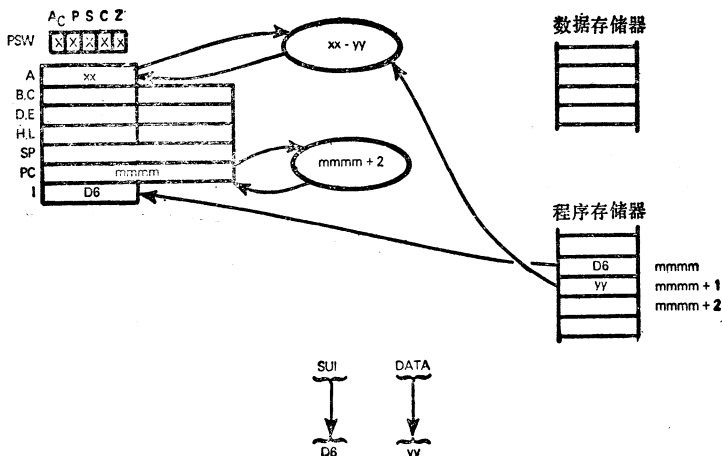 Ac P S C Z
PSW X X X X X
xx - yy
数据存储器
A xx
B,C
D,E
H,L
SP
PC mmmm
mmmm + 2
I D6
程序存储器
D6 mmmm
yy mmmm + 1
mmmm + 2
SUI DATA
D6 yy